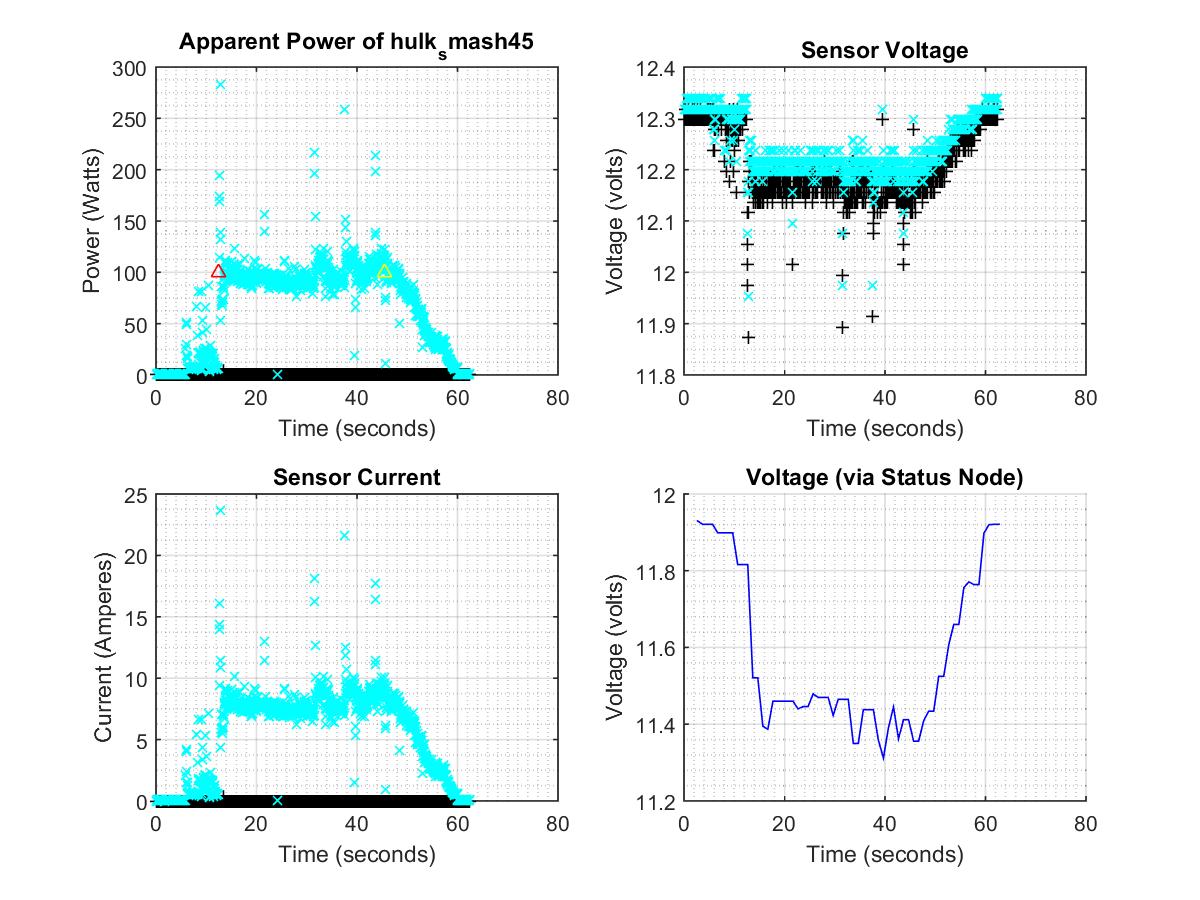 Apparent Power of hulksmash45
300
250
200
150
100
50
0
Power (Watts)
0 20 40 60 80
Time (seconds)
Sensor Voltage
12.4
12.3
12.2
12.1
12
11.9
11.8
Voltage (volts)
0 20 40 60 80
Time (seconds)
Sensor Current
25
20
15
10
5
0
Current (Amperes)
0 20 40 60 80
Time (seconds)
Voltage (via Status Node)
12
11.8
11.6
11.4
11.2
Voltage (volts)
0 20 40 60 80
Time (seconds)